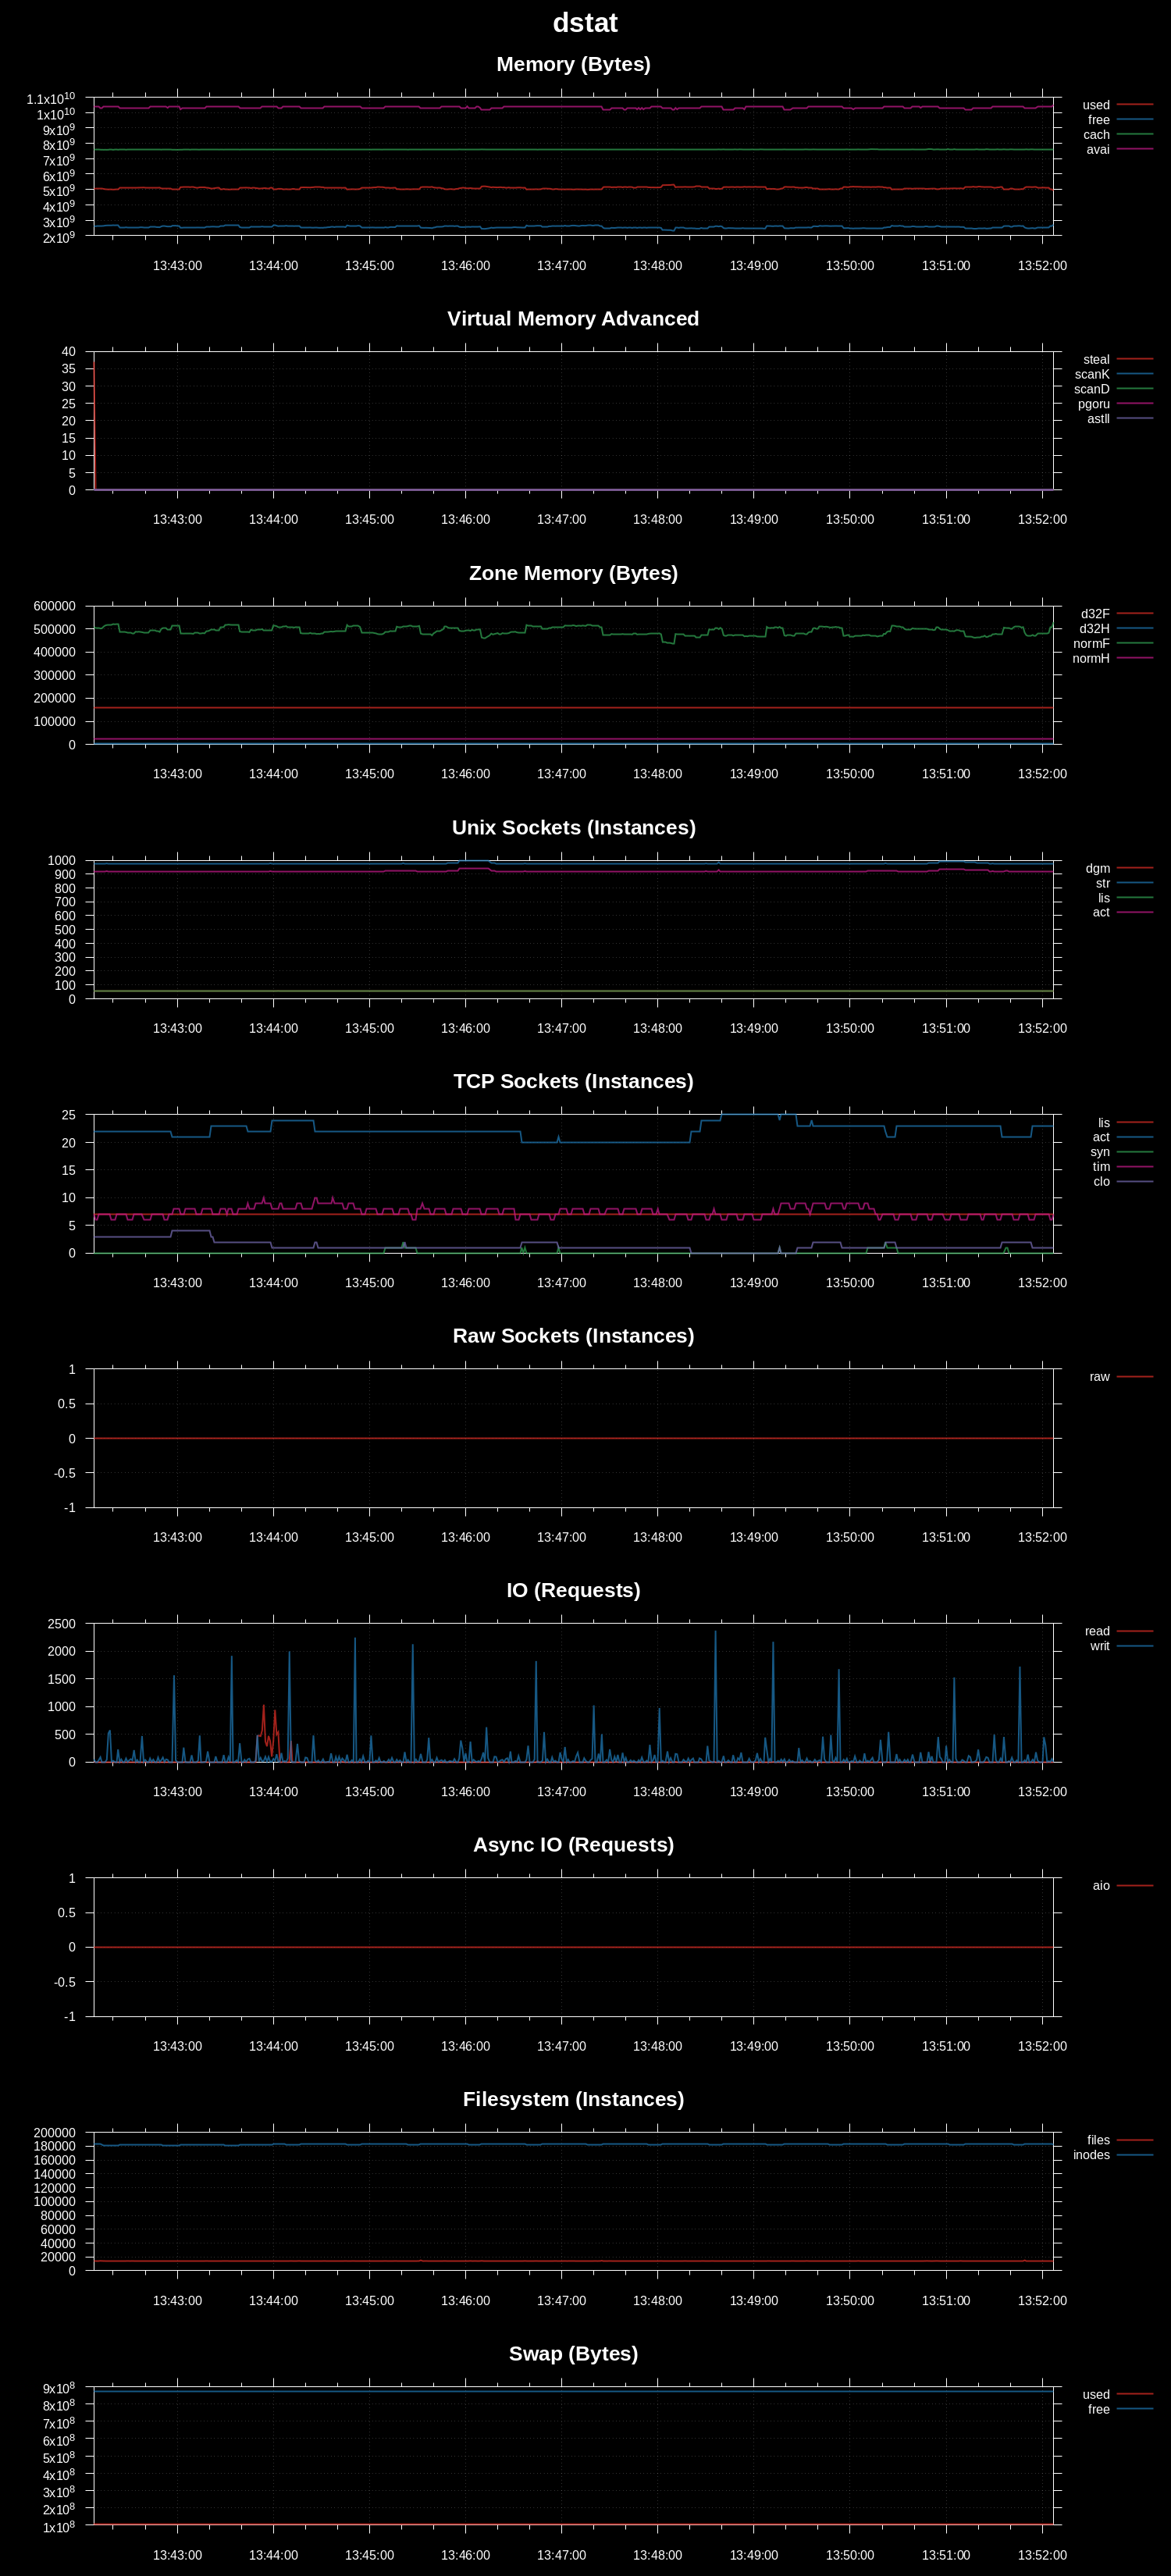 dstat
Memory (Bytes)
1.1x10^10
1x10^10
9x10^9
8x10^9
7x10^9
6x10^9
5x10^9
4x10^9
3x10^9
2x10^9
used
free
cach
avai
13:43:00 13:44:00 13:45:00 13:46:00 13:47:00 13:48:00 13:49:00 13:50:00 13:51:00 13:52:00
Virtual Memory Advanced
40
35
30
25
20
15
10
5
0
steal
scanK
scanD
pgoru
astll
13:43:00 13:44:00 13:45:00 13:46:00 13:47:00 13:48:00 13:49:00 13:50:00 13:51:00 13:52:00
Zone Memory (Bytes)
600000
500000
400000
300000
200000
100000
0
d32F
d32H
normF
normH
13:43:00 13:44:00 13:45:00 13:46:00 13:47:00 13:48:00 13:49:00 13:50:00 13:51:00 13:52:00
Unix Sockets (Instances)
1000
900
800
700
600
500
400
300
200
100
0
dgm
str
lis
act
13:43:00 13:44:00 13:45:00 13:46:00 13:47:00 13:48:00 13:49:00 13:50:00 13:51:00 13:52:00
TCP Sockets (Instances)
25
20
15
10
5
0
lis
act
syn
tim
clo
13:43:00 13:44:00 13:45:00 13:46:00 13:47:00 13:48:00 13:49:00 13:50:00 13:51:00 13:52:00
Raw Sockets (Instances)
1
0.5
0
-0.5
-1
raw
13:43:00 13:44:00 13:45:00 13:46:00 13:47:00 13:48:00 13:49:00 13:50:00 13:51:00 13:52:00
IO (Requests)
2500
2000
1500
1000
500
0
read
writ
13:43:00 13:44:00 13:45:00 13:46:00 13:47:00 13:48:00 13:49:00 13:50:00 13:51:00 13:52:00
Async IO (Requests)
1
0.5
0
-0.5
-1
aio
13:43:00 13:44:00 13:45:00 13:46:00 13:47:00 13:48:00 13:49:00 13:50:00 13:51:00 13:52:00
Filesystem (Instances)
200000
180000
160000
140000
120000
100000
80000
60000
40000
20000
0
files
inodes
13:43:00 13:44:00 13:45:00 13:46:00 13:47:00 13:48:00 13:49:00 13:50:00 13:51:00 13:52:00
Swap (Bytes)
9x10^8
8x10^8
7x10^8
6x10^8
5x10^8
4x10^8
3x10^8
2x10^8
1x10^8
used
free
13:43:00 13:44:00 13:45:00 13:46:00 13:47:00 13:48:00 13:49:00 13:50:00 13:51:00 13:52:00